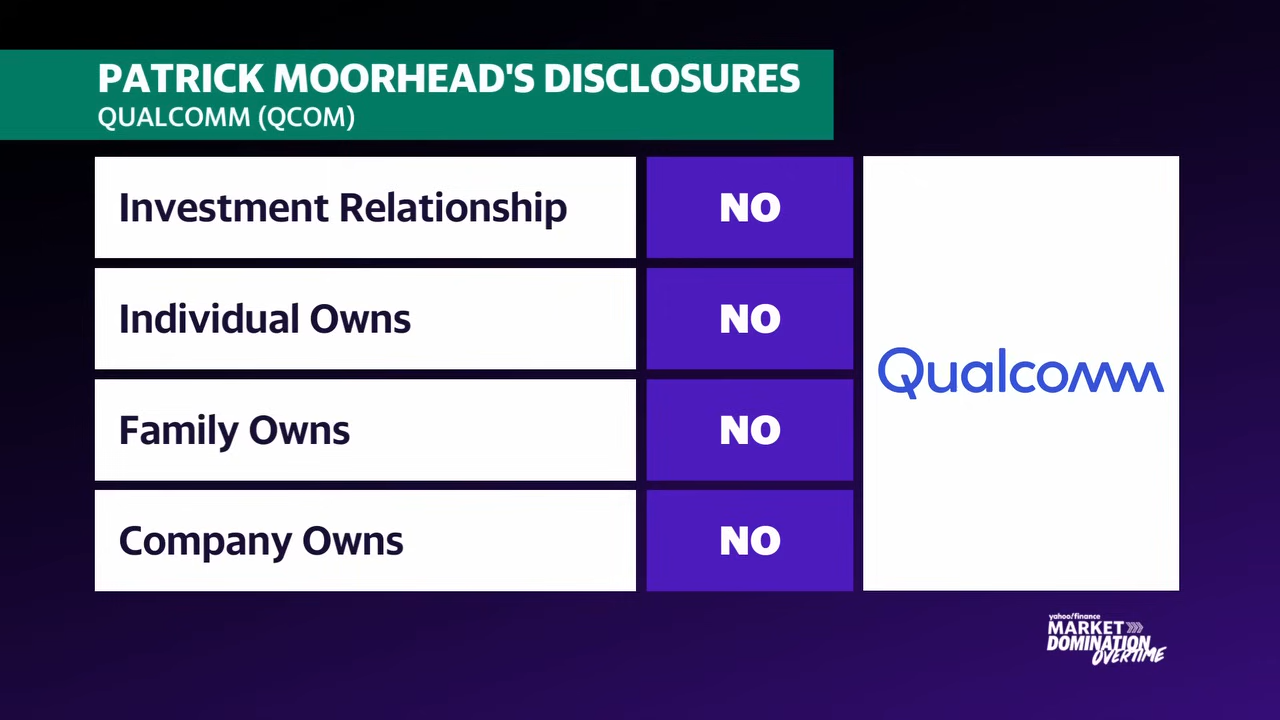 PATRICK MOORHEAD'S DISCLOSURES
QUALCOMM (QCOM)
Investment Relationship NO
Individual Owns NO
Family Owns NO
Company Owns NO
Qualcomm
yahoo!finance
MARKET
DOMINATION
OVERTIME